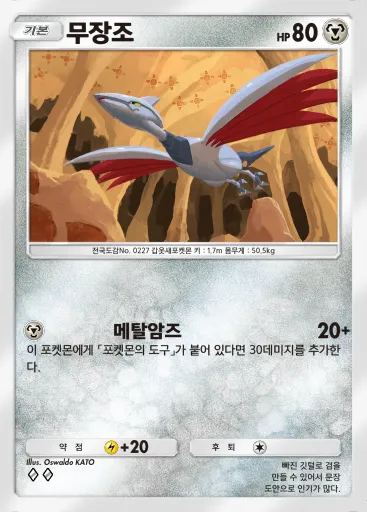 기본 무장조 HP 80
전국도감No. 0227 갑옷새포켓몬 키 : 1.7m 몸무게 : 50.5kg
메탈암즈 20+
이 포켓몬에게 「포켓몬의 도구」가 붙어 있다면 30데미지를 추가한
다.
약점 +20 후퇴
Illus. Oswaldo KATO
빠진 깃털로 검을
만들 수 있어서 문장
도안으로 인기가 많다.